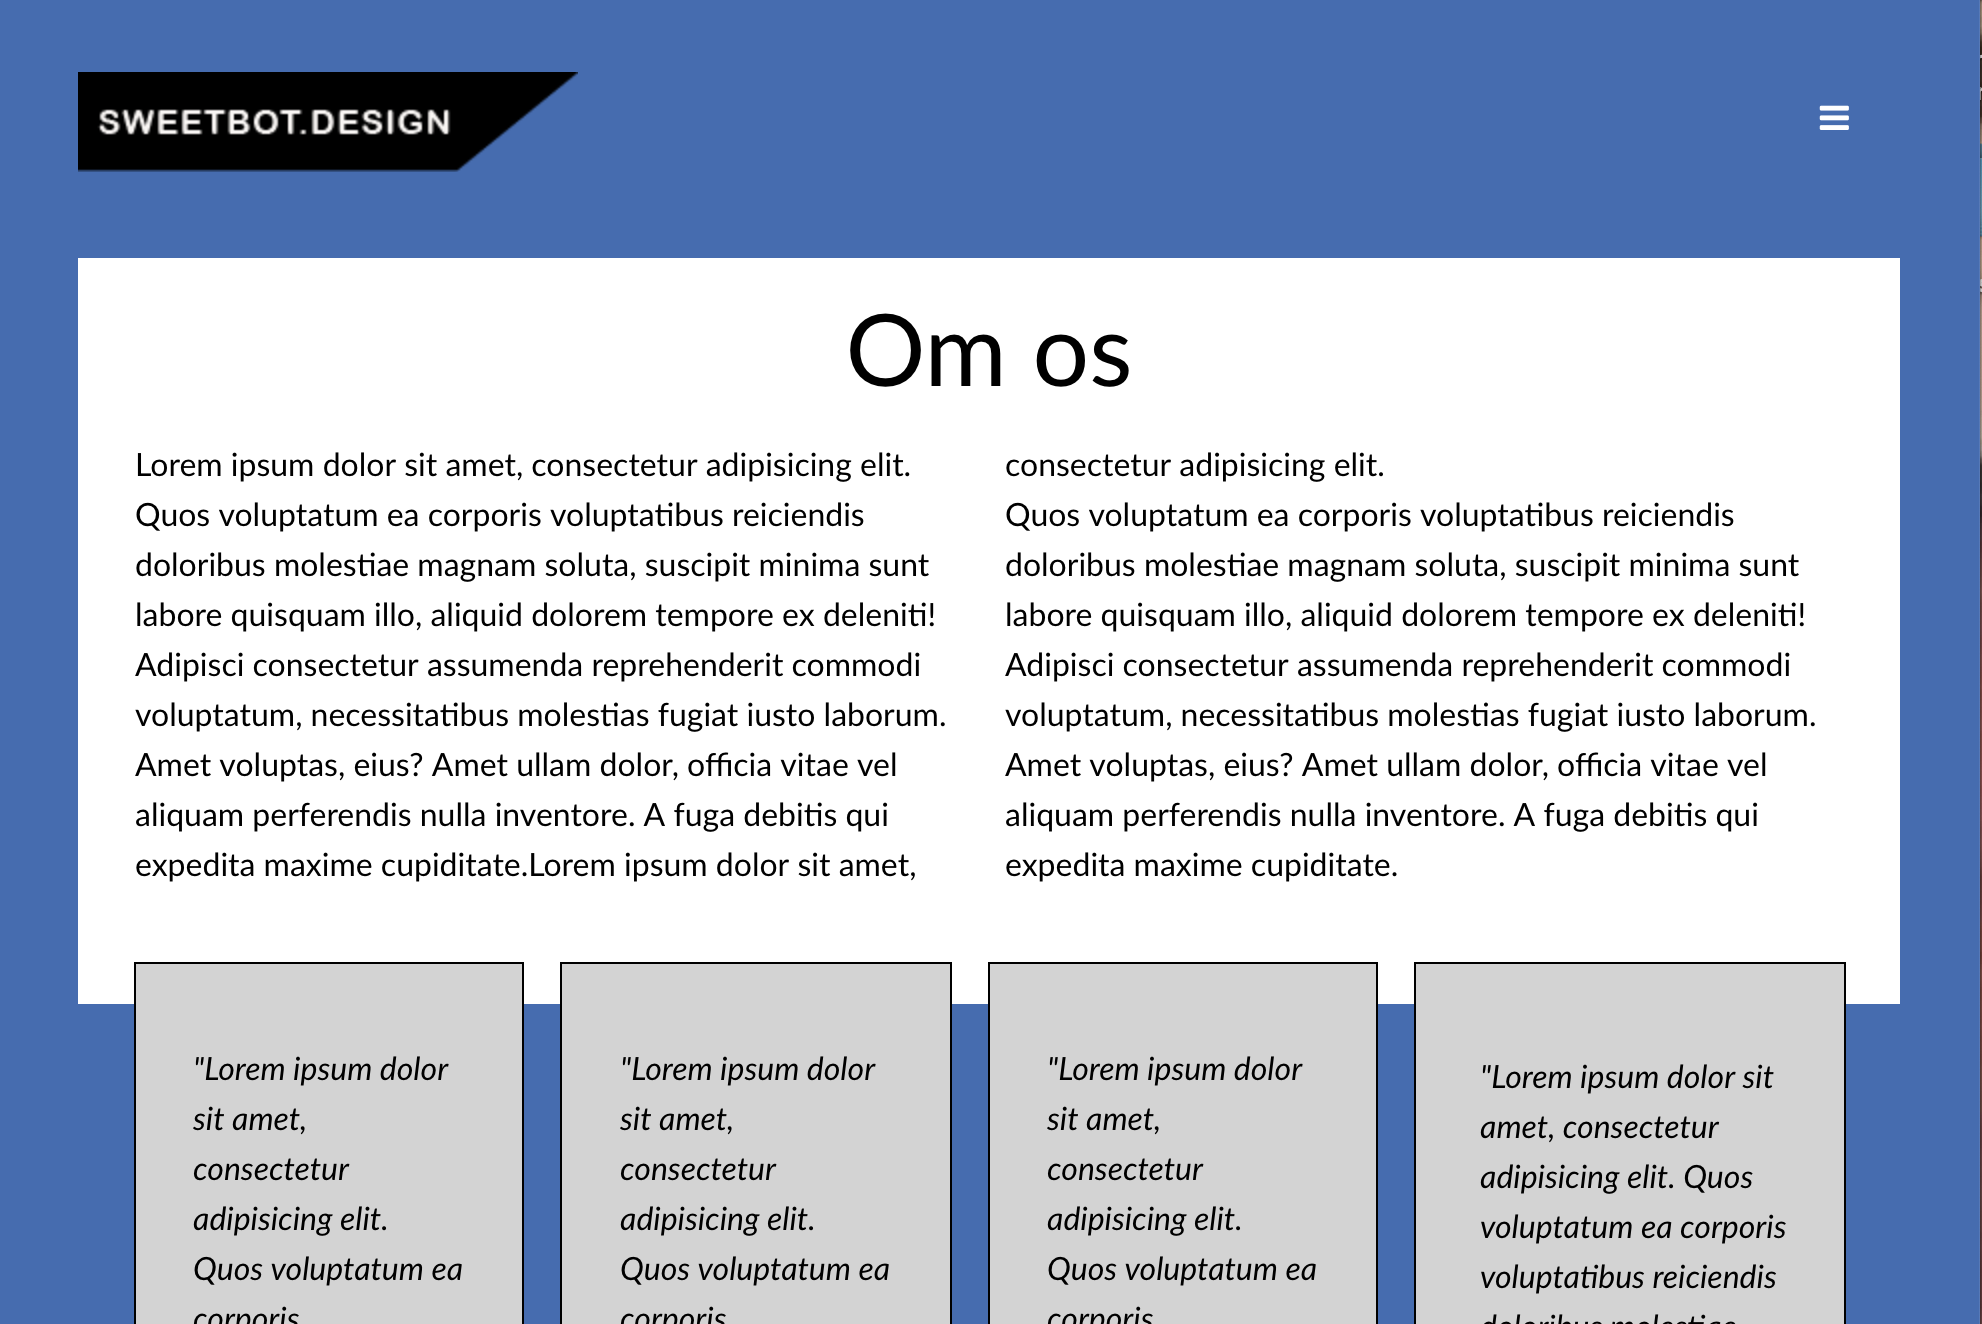 SWEETBOT.DESIGN
Om os
Lorem ipsum dolor sit amet, consectetur adipisicing elit.
Quos voluptatum ea corporis voluptatibus reiciendis
doloribus molestiae magnam soluta, suscipit minima sunt
labore quisquam illo, aliquid dolorem tempore ex deleniti!
Adipisci consectetur assumenda reprehenderit commodi
voluptatum, necessitatibus molestias fugiat iusto laborum.
Amet voluptas, eius? Amet ullam dolor, officia vitae vel
aliquam perferendis nulla inventore. A fuga debitis qui
expedita maxime cupiditate.Lorem ipsum dolor sit amet,
consectetur adipisicing elit.
Quos voluptatum ea corporis voluptatibus reiciendis
doloribus molestiae magnam soluta, suscipit minima sunt
labore quisquam illo, aliquid dolorem tempore ex deleniti!
Adipisci consectetur assumenda reprehenderit commodi
voluptatum, necessitatibus molestias fugiat iusto laborum.
Amet voluptas, eius? Amet ullam dolor, officia vitae vel
aliquam perferendis nulla inventore. A fuga debitis qui
expedita maxime cupiditate.
"Lorem ipsum dolor
sit amet,
consectetur
adipisicing elit.
Quos voluptatum ea
corporis
"Lorem ipsum dolor
sit amet,
consectetur
adipisicing elit.
Quos voluptatum ea
corporis
"Lorem ipsum dolor
sit amet,
consectetur
adipisicing elit.
Quos voluptatum ea
corporis
"Lorem ipsum dolor sit
amet, consectetur
adipisicing elit. Quos
voluptatum ea corporis
voluptatibus reiciendis
doloribus molestiae